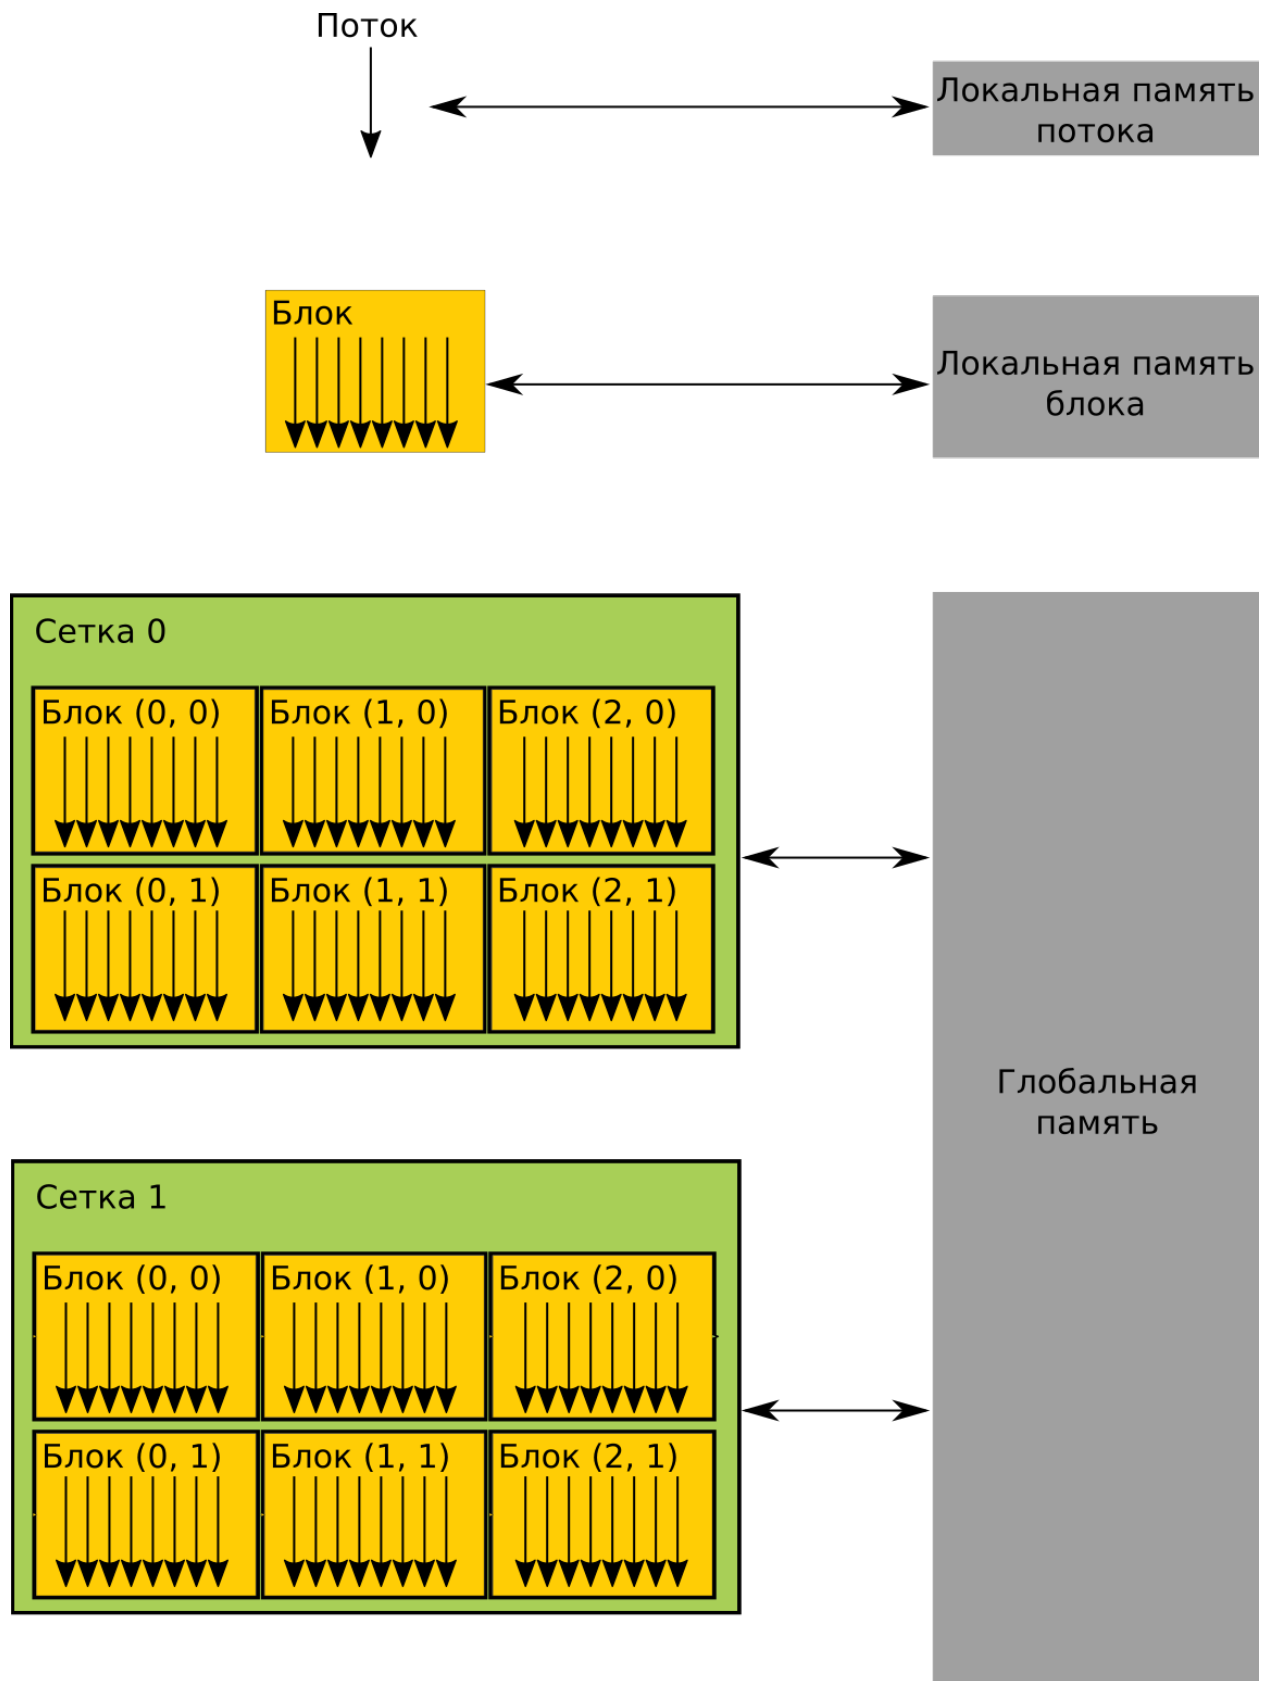 Поток
Локальная память
потока
Блок
Локальная память
блока
Сетка 0
Блок (0, 0)
Блок (1, 0)
Блок (2, 0)
Блок (0, 1)
Блок (1, 1)
Блок (2, 1)
Глобальная
память
Сетка 1
Блок (0, 0)
Блок (1, 0)
Блок (2, 0)
Блок (0, 1)
Блок (1, 1)
Блок (2, 1)